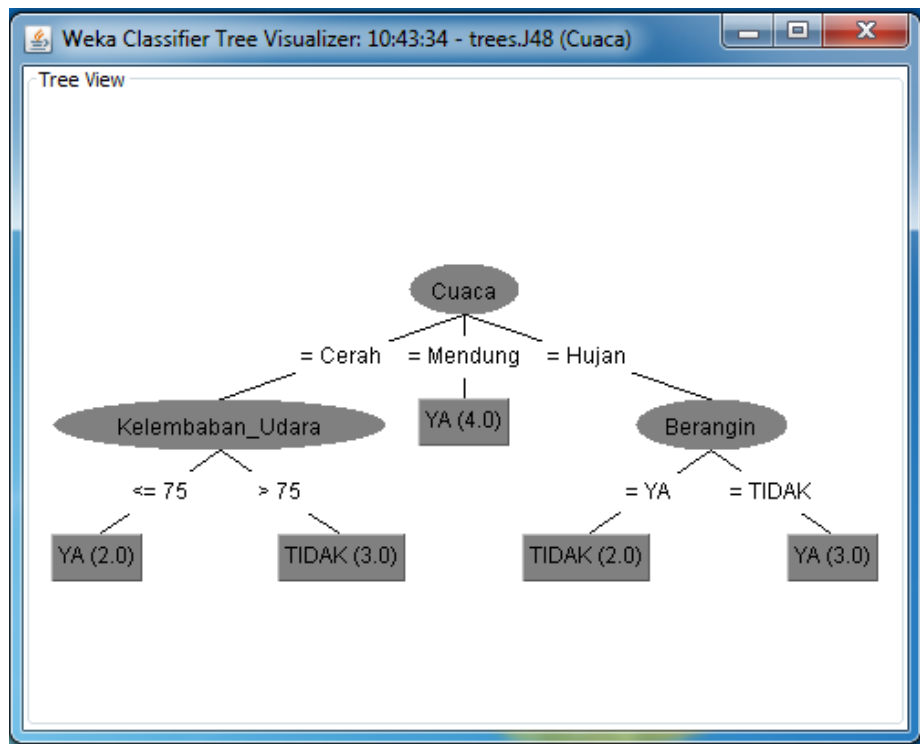 Weka Classifier Tree Visualizer: 10:43:34 - trees.J48 (Cuaca)
Tree View
Cuaca
= Cerah = Mendung = Hujan
Kelembaban_Udara YA (4.0) Berangin
<= 75 > 75 = YA = TIDAK
YA (2.0) TIDAK (3.0) TIDAK (2.0) YA (3.0)